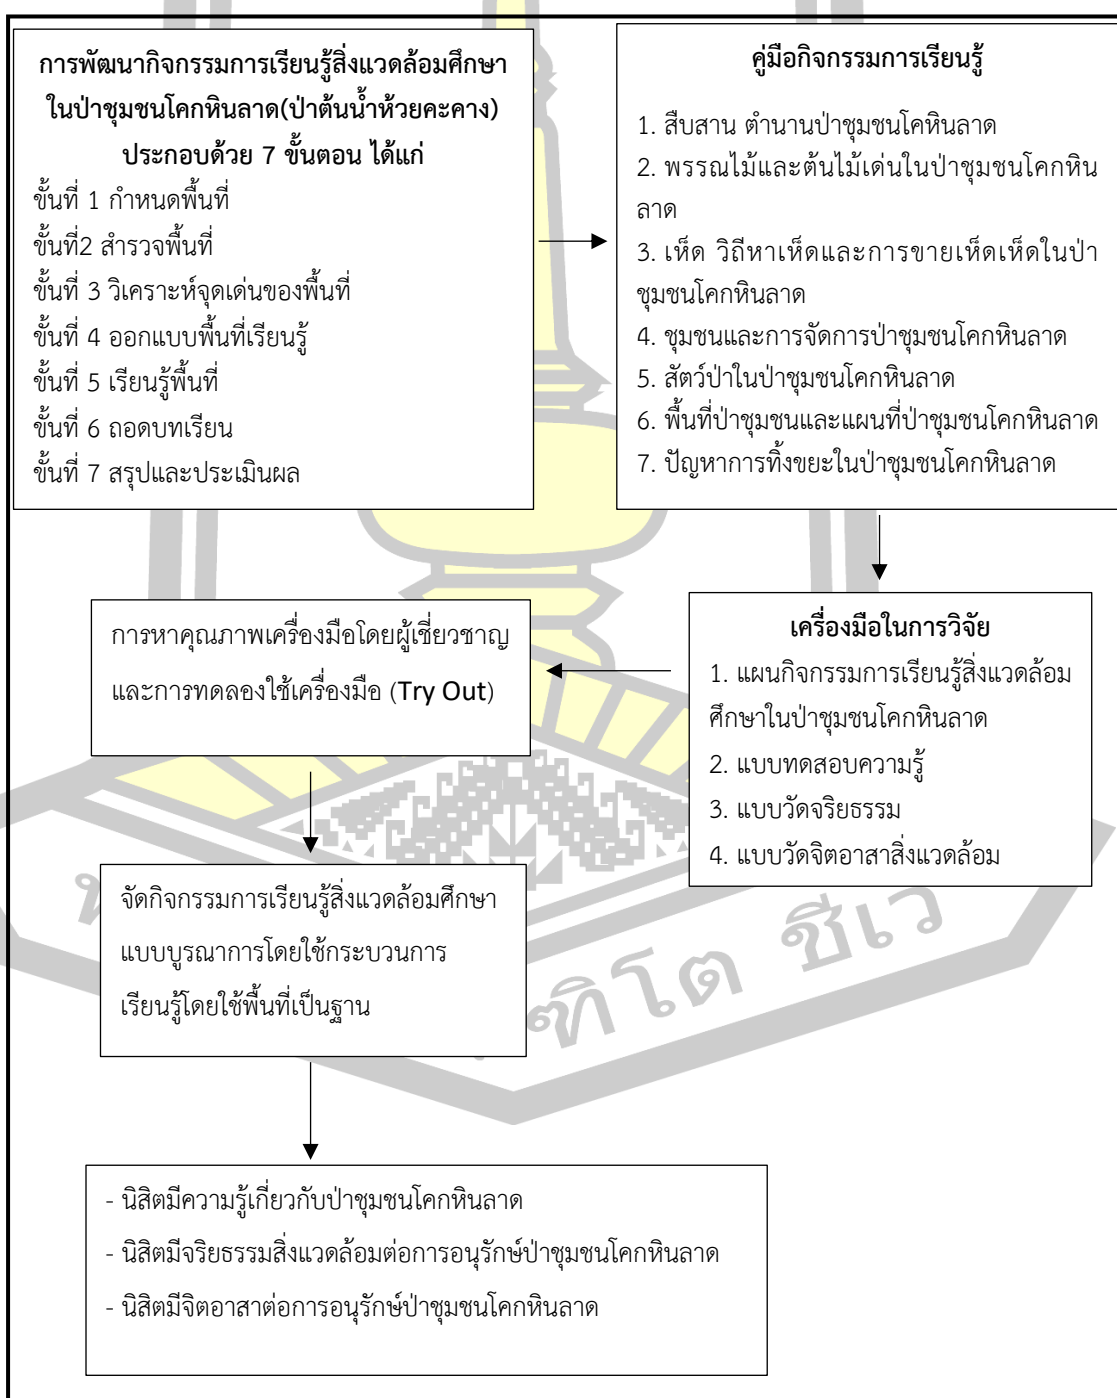 การพัฒนากิจกรรมการเรียนรู้สิ่งแวดล้อมศึกษา
ในป่าชุมชนโคกหินลาด(ป่าต้นน้ำห้วยคะคาง)
ประกอบด้วย 7 ขั้นตอน ได้แก่
ขั้นที่ 1 กำหนดพื้นที่
ขั้นที่2 สำรวจพื้นที่
ขั้นที่ 3 วิเคราะห์จุดเด่นของพื้นที่
ขั้นที่ 4 ออกแบบพื้นที่เรียนรู้
ขั้นที่ 5 เรียนรู้พื้นที่
ขั้นที่ 6 ถอดบทเรียน
ขั้นที่ 7 สรุปและประเมินผล
คู่มือกิจกรรมการเรียนรู้
1. สืบสาน ตำนานป่าชุมชนโคหินลาด
2. พรรณไม้และต้นไม้เด่นในป่าชุมชนโคกหิน
ลาด
3. เห็ด วิถีหาเห็ดและการขายเห็ดเห็ดในป่า
ชุมชนโคกหินลาด
4. ชุมชนและการจัดการป่าชุมชนโคกหินลาด
5. สัตว์ป่าในป่าชุมชนโคกหินลาด
6. พื้นที่ป่าชุมชนและแผนที่ป่าชุมชนโคกหินลาด
7. ปัญหาการทิ้งขยะในป่าชุมชนโคกหินลาด
เครื่องมือในการวิจัย
1. แผนกิจกรรมการเรียนรู้สิ่งแวดล้อม
ศึกษาในป่าชุมชนโคกหินลาด
2. แบบทดสอบความรู้
3. แบบวัดจริยธรรม
4. แบบวัดจิตอาสาสิ่งแวดล้อม
การหาคุณภาพเครื่องมือโดยผู้เชี่ยวชาญ
และการทดลองใช้เครื่องมือ (Try Out)
จัดกิจกรรมการเรียนรู้สิ่งแวดล้อมศึกษา
แบบบูรณาการโดยใช้กระบวนการ
เรียนรู้โดยใช้พื้นที่เป็นฐาน
- นิสิตมีความรู้เกี่ยวกับป่าชุมชนโคกหินลาด
- นิสิตมีจริยธรรมสิ่งแวดล้อมต่อการอนุรักษ์ป่าชุมชนโคกหินลาด
- นิสิตมีจิตอาสาต่อการอนุรักษ์ป่าชุมชนโคกหินลาด
ฑิโต ชีเว